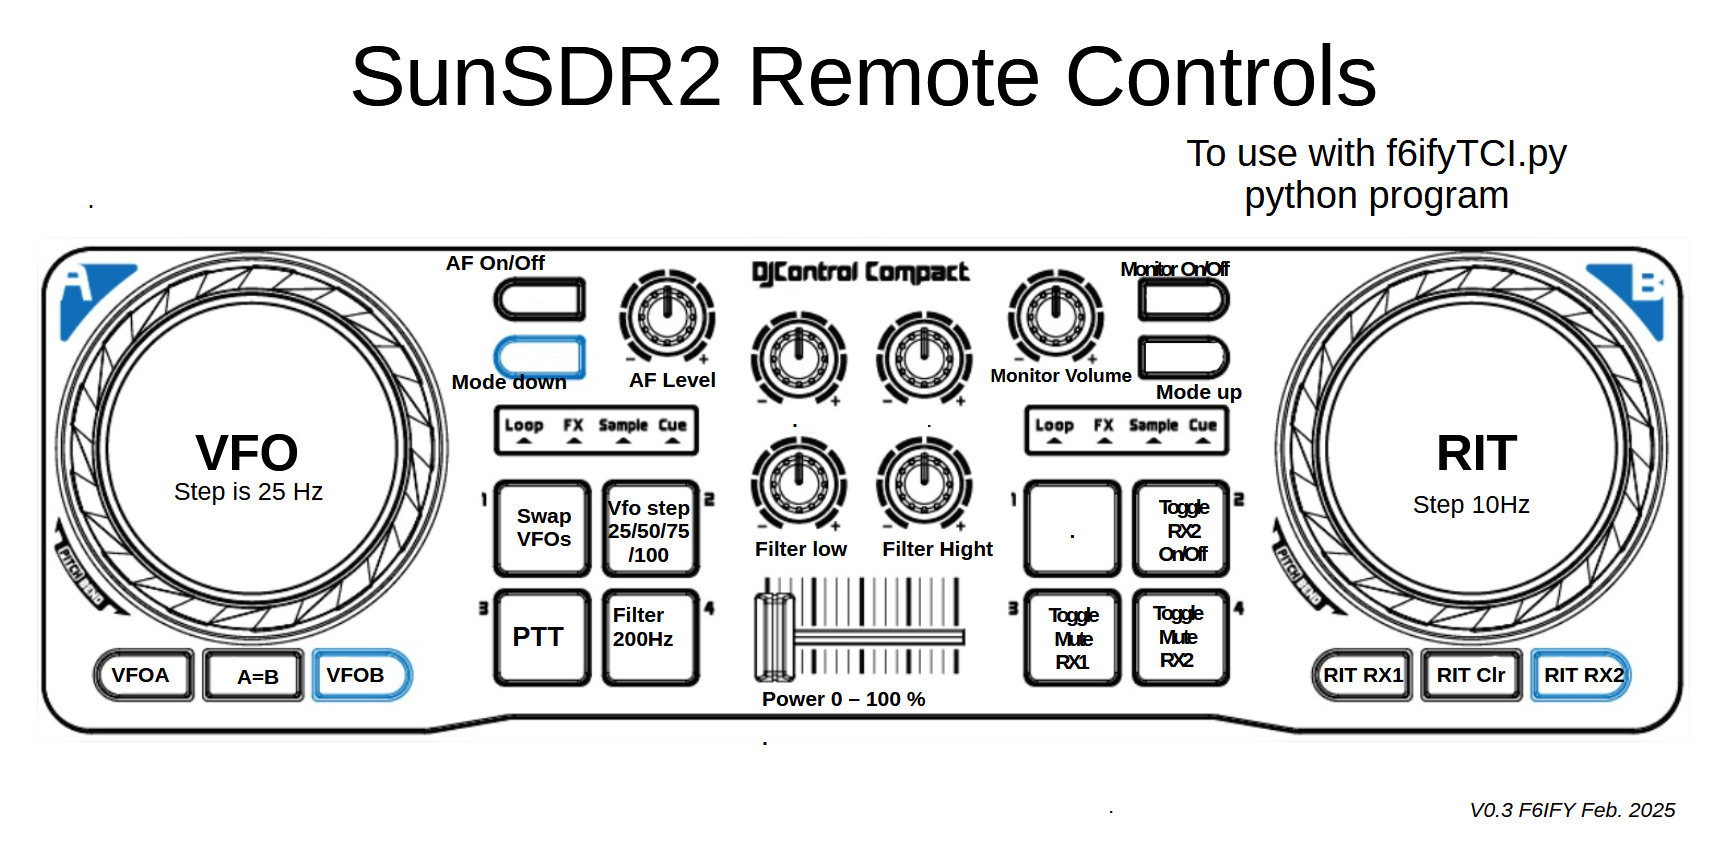 SunSDR2 Remote Controls
To use with f6ifyTCI.py
python program
A
AF On/Off
DJControl Compact
Monitor On/Off
B
- +
- +
Mode down
AF Level
Monitor Volume
Mode up
- +
- +
Loop FX Sample Cue
Loop FX Sample Cue
VFO
Step is 25 Hz
RIT
Step 10Hz
1
Swap
VFOs
Vfo step
25/50/75
/100
2
- +
- +
Filter low
Filter Hight
1
.
Toggle
RX2
On/Off
2
PITCH BEND
PITCH BEND
3
PTT
Filter
200Hz
4
3
Toggle
Mute
RX1
Toggle
Mute
RX2
4
VFOA
A=B
VFOB
Power 0 – 100 %
RIT RX1
RIT Clr
RIT RX2
V0.3 F6IFY Feb. 2025